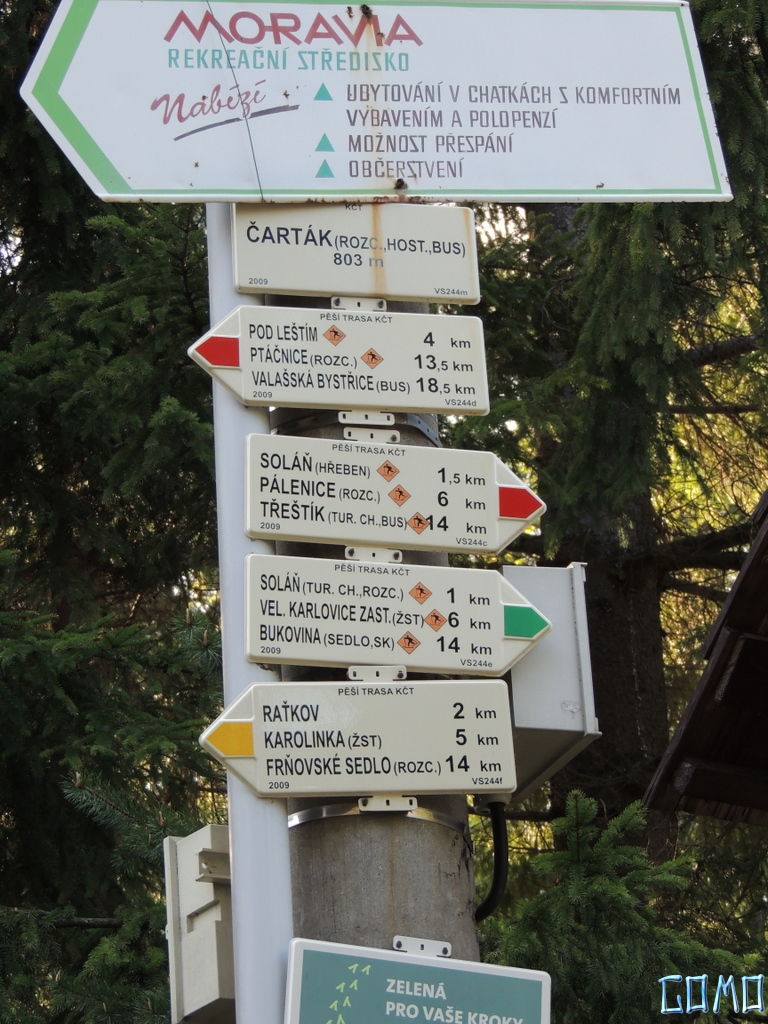 MORAVIA
REKREAČNÍ STŘEDISKO
Nabízí
UBYTOVÁNÍ V CHATKÁCH S KOMFORTNÍM
VYBAVENÍM A POLOPENZÍ
MOŽNOST PŘESPÁNÍ
OBČERSTVENÍ
KČT
ČARTÁK (ROZC.,HOST.,BUS)
803 m
2009 VS244m
PĚŠÍ TRASA KČT
POD LEŠTÍM 4 km
PTÁČNICE (ROZC.) 13,5 km
VALAŠSKÁ BYSTŘICE (BUS) 18,5 km
2009 VS244d
PĚŠÍ TRASA KČT
SOLÁŇ (HŘEBEN) 1,5 km
PÁLENICE (ROZC.) 6 km
TŘEŠTÍK (TUR. CH.,BUS) 14 km
2009 VS244c
PĚŠÍ TRASA KČT
SOLÁŇ (TUR. CH.,ROZC.) 1 km
VEL. KARLOVICE ZAST.(ŽST) 6 km
BUKOVINA (SEDLO,SK) 14 km
2009 VS244e
PĚŠÍ TRASA KČT
RAŤKOV 2 km
KAROLINKA (ŽST) 5 km
FRŇOVSKÉ SEDLO (ROZC.) 14 km
2009 VS244f
ZELENÁ
PRO VAŠE KROKY
GOMO